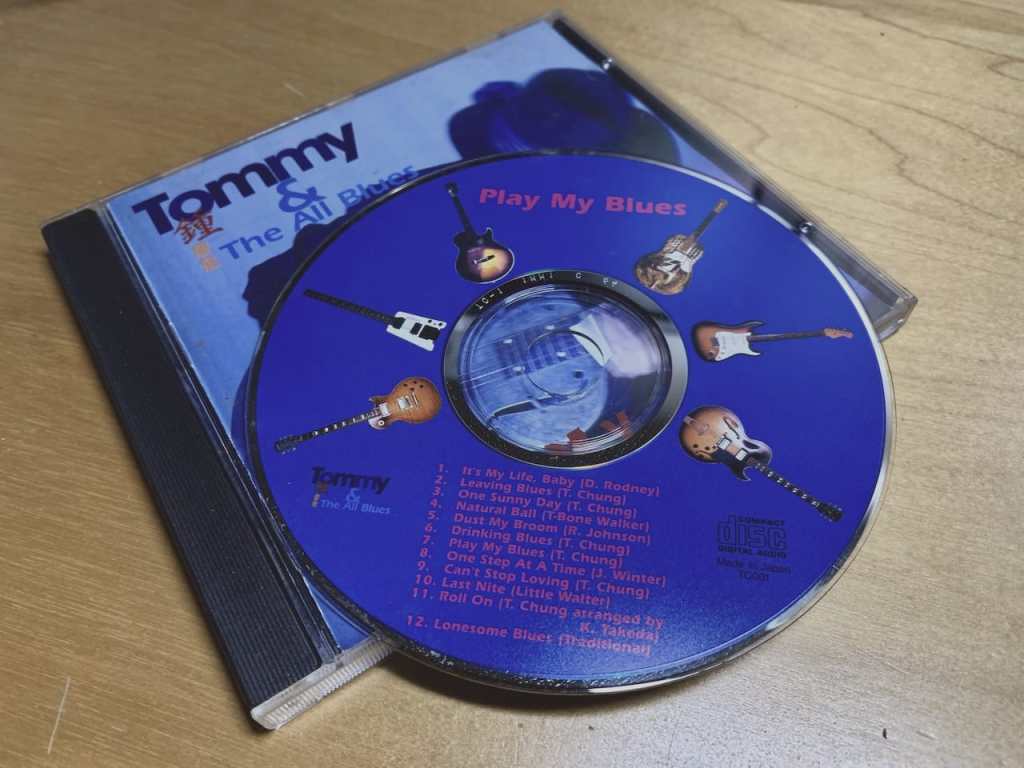 Tommy
&
The All Blues
鍾
Play My Blues
Tommy
&
The All Blues
1. It's My Life, Baby (D. Rodney)
2. Leaving Blues (T. Chung)
3. One Sunny Day (T. Chung)
4. Natural Ball (T-Bone Walker)
5. Dust My Broom (R. Johnson)
6. Drinking Blues (T. Chung)
7. Play My Blues (T. Chung)
8. One Step At A Time (J. Winter)
9. Can't Stop Loving (T. Chung)
10. Last Nite (Little Walter)
11. Roll On (T. Chung arranged by
K. Takeda)
12. Lonesome Blues (Traditional)
COMPACT
disc
DIGITAL AUDIO
Made In Japan
TC001